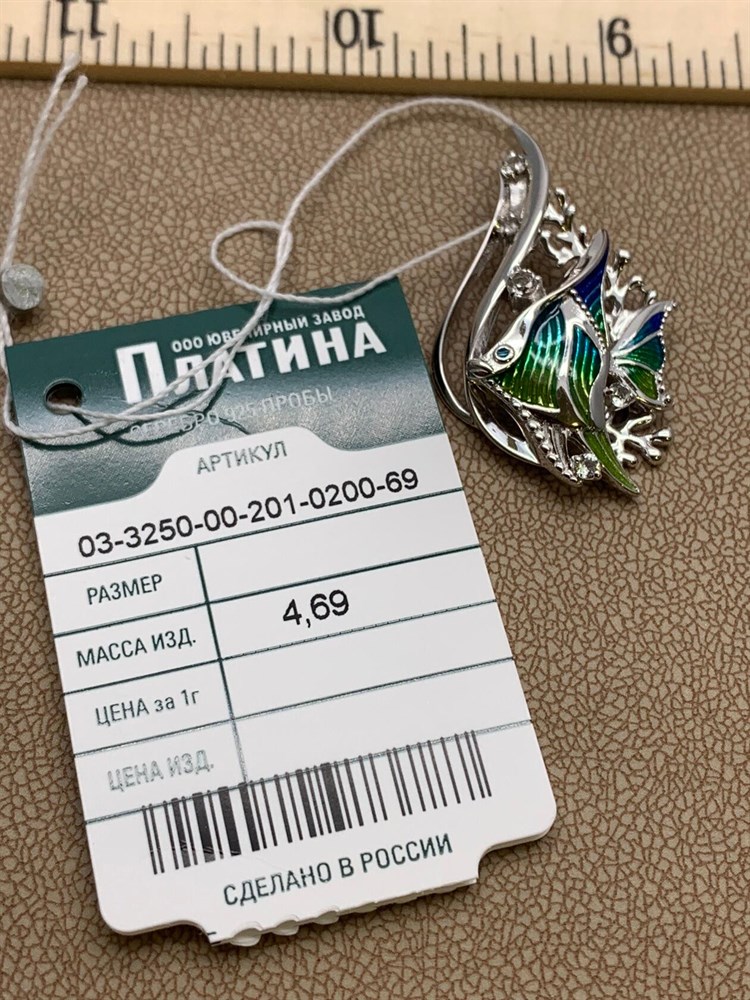 11 10 9
ООО ЮВЕЛИРНЫЙ ЗАВОД
ПЛАТИНА
СЕРЕБРО 925 ПРОБЫ
АРТИКУЛ
03-3250-00-201-0200-69
РАЗМЕР
МАССА ИЗД. 4,69
ЦЕНА за 1г
ЦЕНА ИЗД.
СДЕЛАНО В РОССИИ